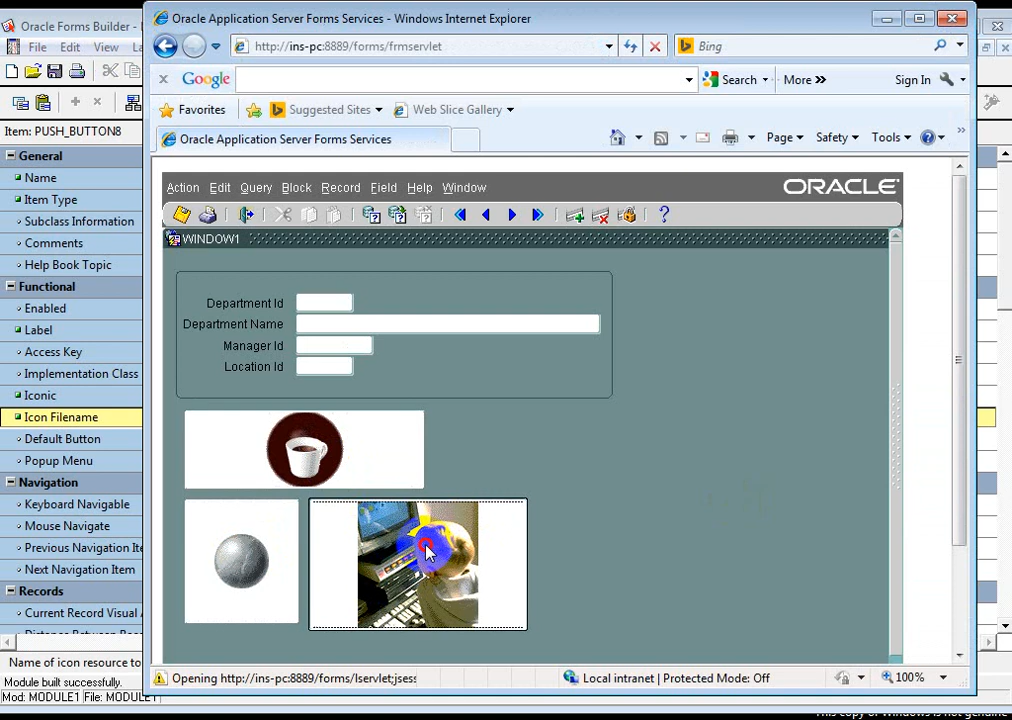 Oracle Forms Builder -
File Edit View La
Item: PUSH_BUTTON8
General
Name
Item Type
Subclass Information
Comments
Help Book Topic
Functional
Enabled
Label
Access Key
Implementation Class
Iconic
Icon Filename
Default Button
Popup Menu
Navigation
Keyboard Navigable
Mouse Navigate
Previous Navigation Ite
Next Navigation Item
Records
Current Record Visual
Name of icon resource to
Module built successfully.
Mod: MODULE1 File: MODULE1
Oracle Application Server Forms Services - Windows Internet Explorer
http://ins-pc:8889/forms/frmservlet
Bing
Google
Search
More »
Sign In
Favorites
Suggested Sites
Web Slice Gallery
Oracle Application Server Forms Services
Page
Safety
Tools
Action Edit Query Block Record Field Help Window
ORACLE
WINDOW1
Department Id
Department Name
Manager Id
Location Id
Opening http://ins-pc:8889/forms/lservlet;jsess
Local intranet | Protected Mode: Off
100%
This copy of Windows is not genuine